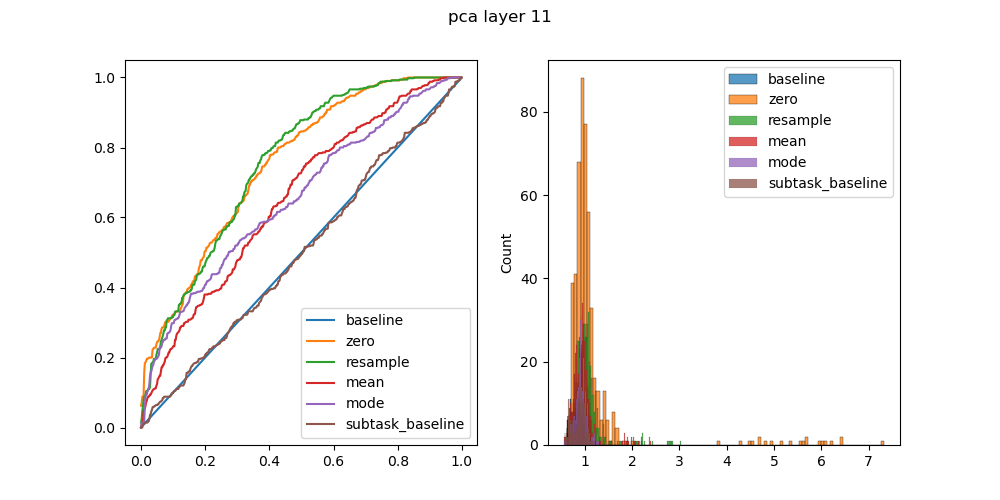 pca layer 11
1.0
0.8
0.6
0.4
0.2
0.0
0.0 0.2 0.4 0.6 0.8 1.0
baseline
zero
resample
mean
mode
subtask_baseline
Count
80
60
40
20
0
1 2 3 4 5 6 7
baseline
zero
resample
mean
mode
subtask_baseline